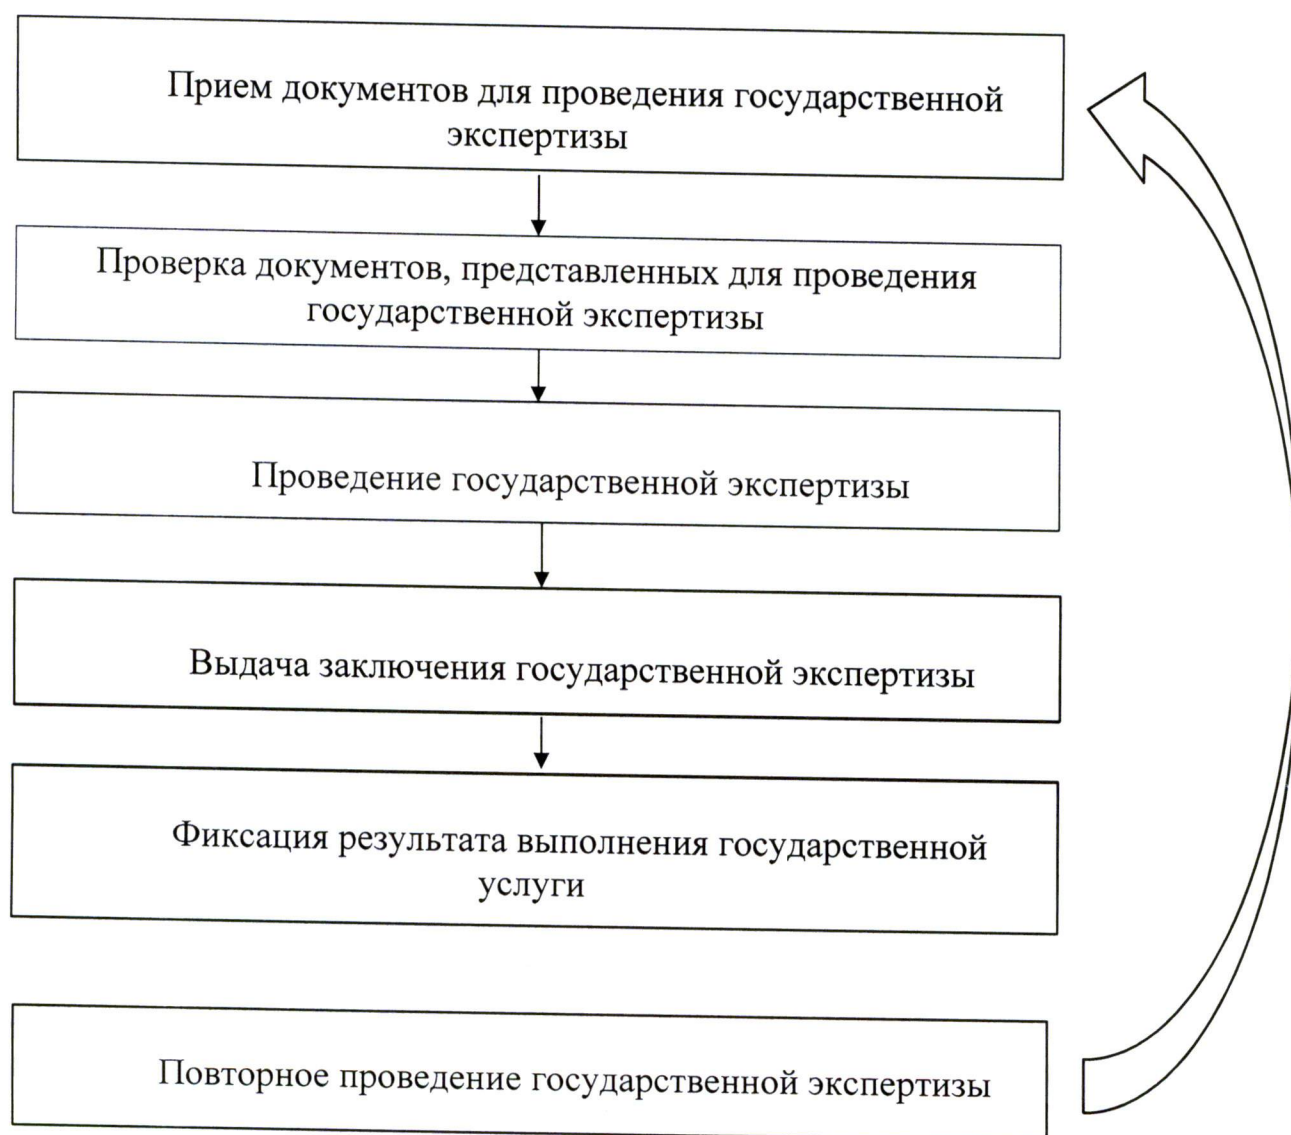 Прием документов для проведения государственной
экспертизы
Проверка документов, представленных для проведения
государственной экспертизы
Проведение государственной экспертизы
Выдача заключения государственной экспертизы
Фиксация результата выполнения государственной
услуги
Повторное проведение государственной экспертизы